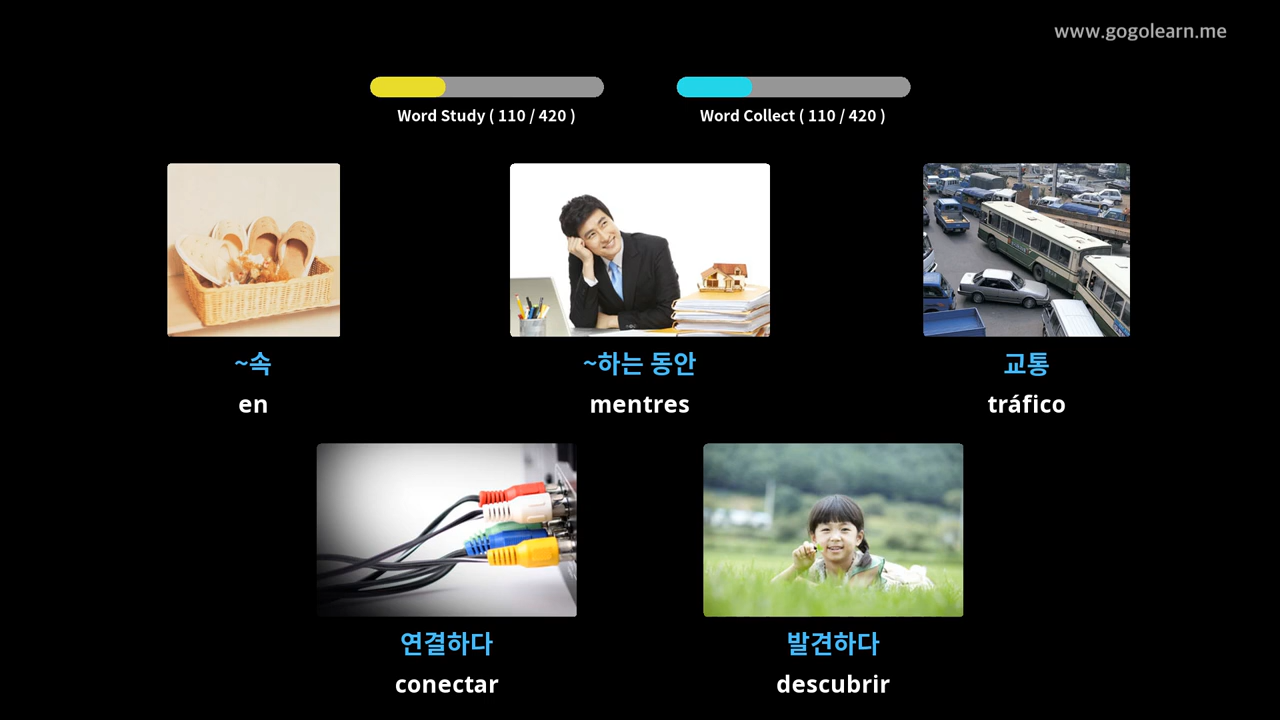 www.gogolearn.me
Word Study ( 110 / 420 )
Word Collect ( 110 / 420 )
~속
en
~하는 동안
mentres
교통
tráfico
연결하다
conectar
발견하다
descubrir